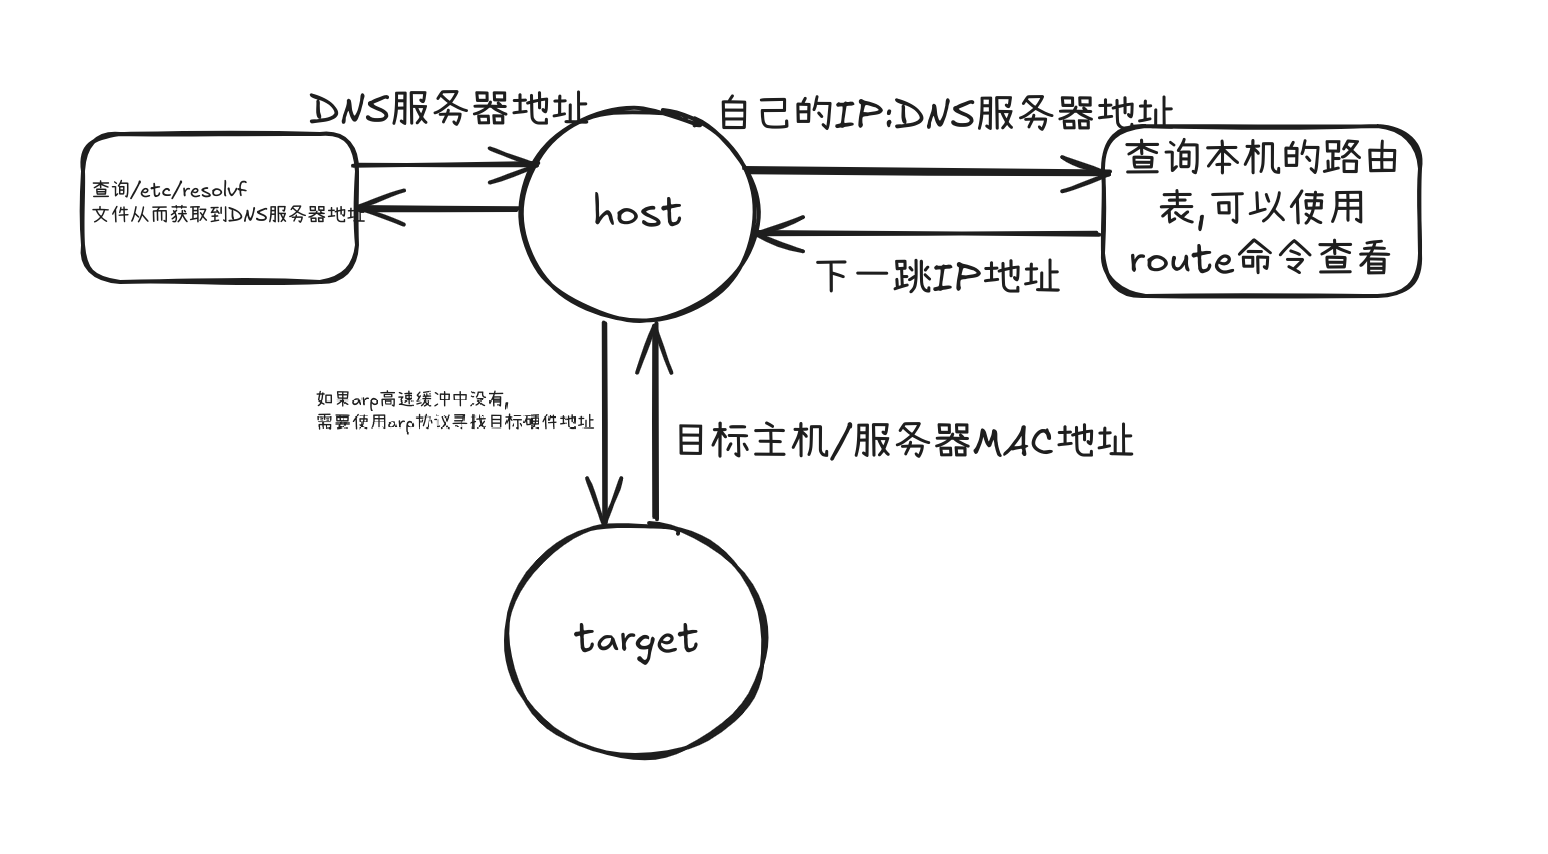 DNS服务器地址
自己的IP:DNS服务器地址
查询/etc/resolvf
文件从而获取到DNS服务器地址
host
查询本机的路由
表,可以使用
route命令查看
下一跳IP地址
如果arp高速缓冲中没有,
需要使用arp协议寻找目标硬件地址
目标主机/服务器MAC地址
target